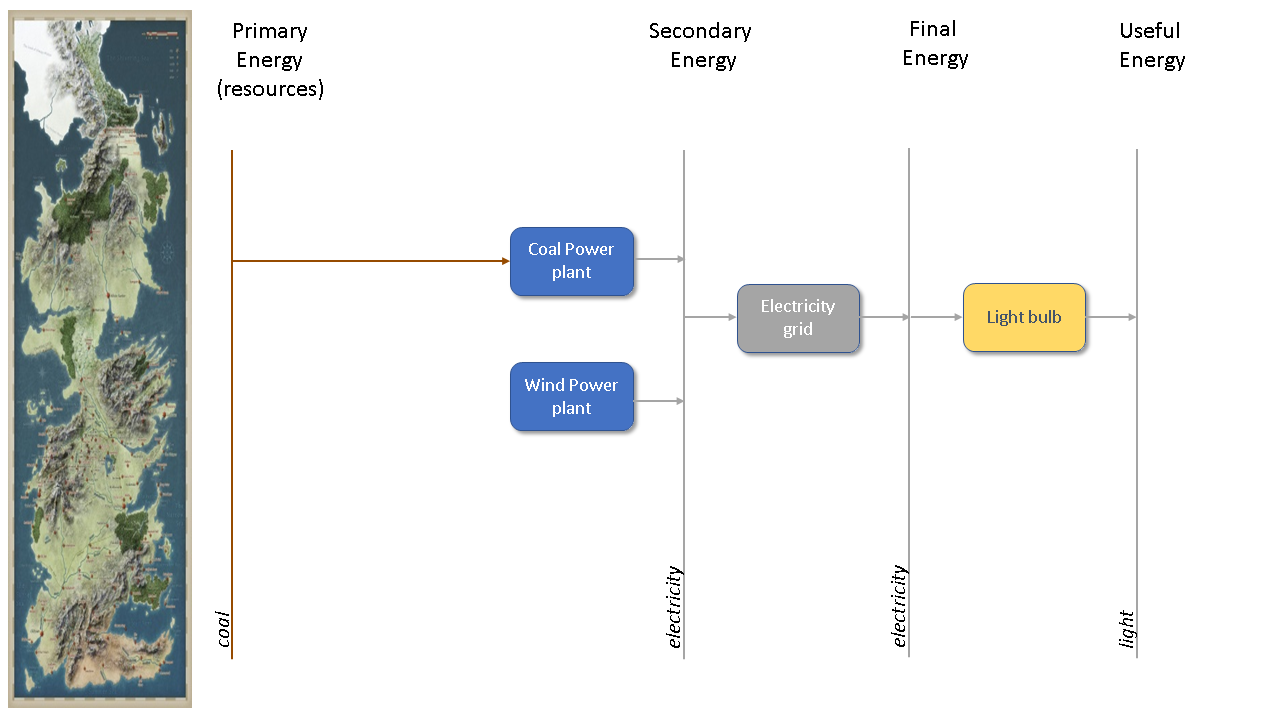 Primary
Energy
(resources)
Secondary
Energy
Final
Energy
Useful
Energy
Coal Power
plant
Wind Power
plant
Electricity
grid
Light bulb
coal
electricity
electricity
light